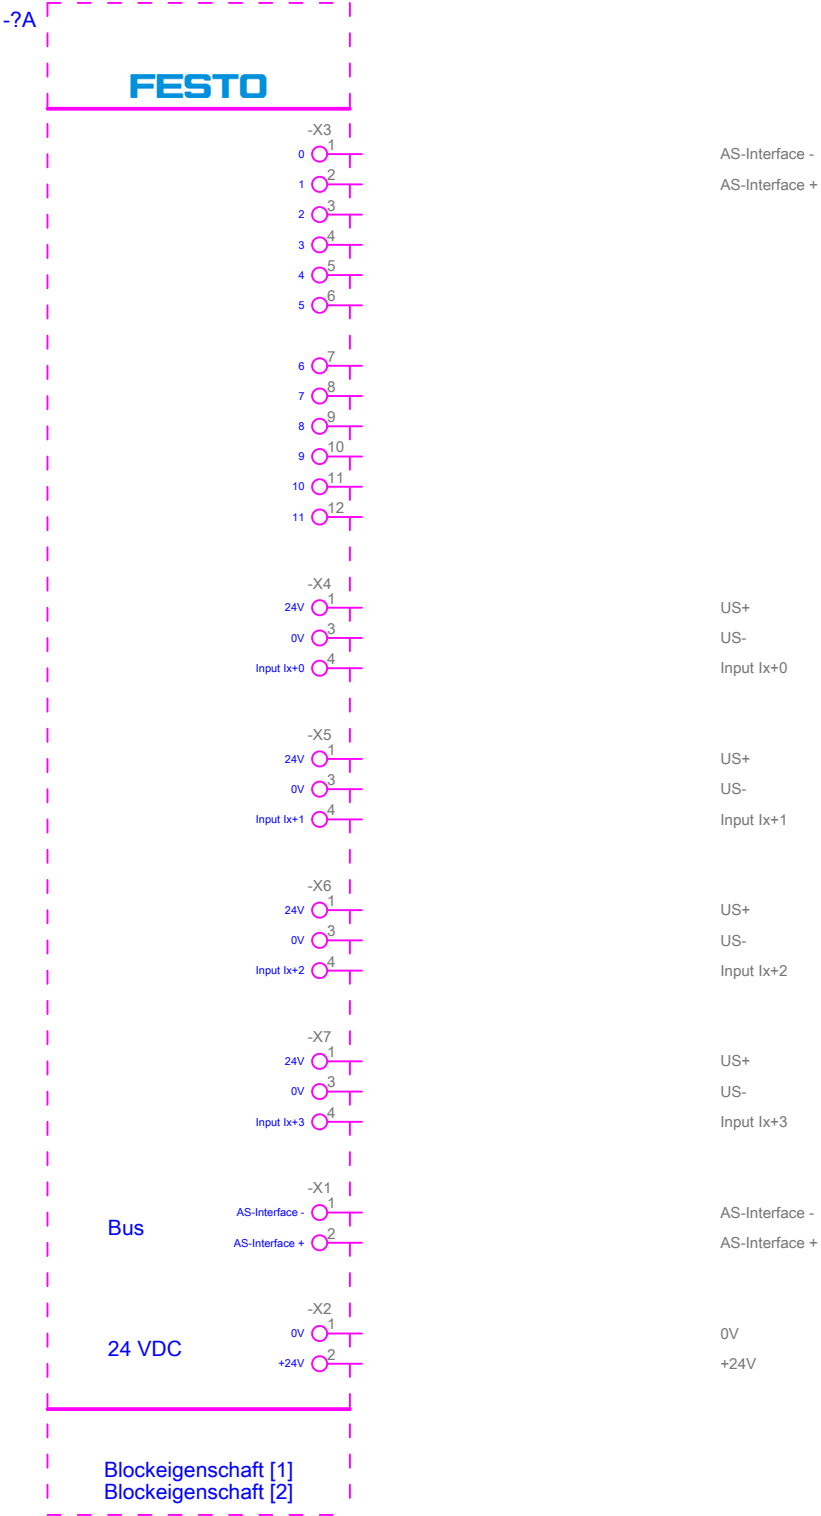 -?A
FESTO
-X3
0 1 AS-Interface -
1 2 AS-Interface +
2 3
3 4
4 5
5 6
6 7
7 8
8 9
9 10
10 11
11 12
-X4
24V 1 US+
0V 3 US-
Input Ix+0 4 Input Ix+0
-X5
24V 1 US+
0V 3 US-
Input Ix+1 4 Input Ix+1
-X6
24V 1 US+
0V 3 US-
Input Ix+2 4 Input Ix+2
-X7
24V 1 US+
0V 3 US-
Input Ix+3 4 Input Ix+3
-X1
Bus
AS-Interface - 1 AS-Interface -
AS-Interface + 2 AS-Interface +
-X2
24 VDC
0V 1 0V
+24V 2 +24V
Blockeigenschaft [1]
Blockeigenschaft [2]